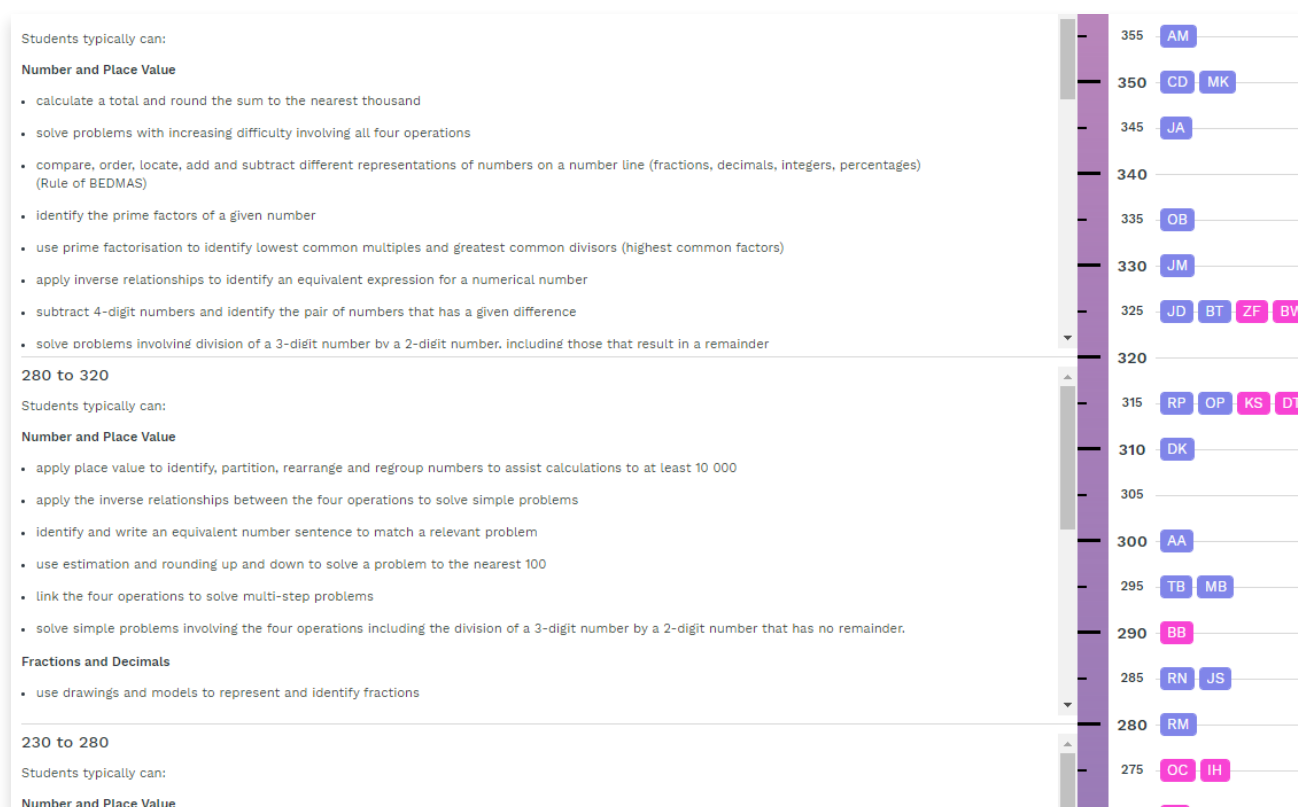 Students typically can:
Number and Place Value
• calculate a total and round the sum to the nearest thousand
• solve problems with increasing difficulty involving all four operations
• compare, order, locate, add and subtract different representations of numbers on a number line (fractions, decimals, integers, percentages)
(Rule of BEDMAS)
• identify the prime factors of a given number
• use prime factorisation to identify lowest common multiples and greatest common divisors (highest common factors)
• apply inverse relationships to identify an equivalent expression for a numerical number
• subtract 4-digit numbers and identify the pair of numbers that has a given difference
• solve problems involving division of a 3-digit number by a 2-digit number, including those that result in a remainder
280 to 320
Students typically can:
Number and Place Value
• apply place value to identify, partition, rearrange and regroup numbers to assist calculations to at least 10 000
• apply the inverse relationships between the four operations to solve simple problems
• identify and write an equivalent number sentence to match a relevant problem
• use estimation and rounding up and down to solve a problem to the nearest 100
• link the four operations to solve multi-step problems
• solve simple problems involving the four operations including the division of a 3-digit number by a 2-digit number that has no remainder.
Fractions and Decimals
• use drawings and models to represent and identify fractions
230 to 280
Students typically can:
Number and Place Value
355 AM
350 CD MK
345 JA
340
335 OB
330 JM
325 JD BT ZF BW
320
315 RP OP KS DT
310 DK
305
300 AA
295 TB MB
290 BB
285 RN JS
280 RM
275 OC IH